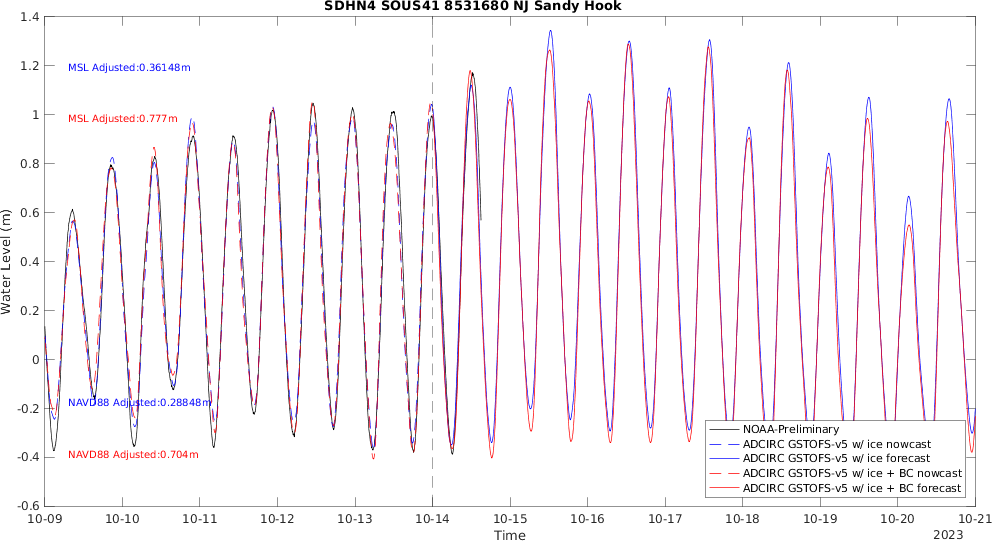 SDHN4 SOUS41 8531680 NJ Sandy Hook
1.4
1.2
1
0.8
0.6
0.4
0.2
0
-0.2
-0.4
-0.6
Water Level (m)
MSL Adjusted:0.36148m
MSL Adjusted:0.777m
NAVD88 Adjusted:0.28848m
NAVD88 Adjusted:0.704m
NOAA-Preliminary
ADCIRC GSTOFS-v5 w/ ice nowcast
ADCIRC GSTOFS-v5 w/ ice forecast
ADCIRC GSTOFS-v5 w/ ice + BC nowcast
ADCIRC GSTOFS-v5 w/ ice + BC forecast
10-09 10-10 10-11 10-12 10-13 10-14 10-15 10-16 10-17 10-18 10-19 10-20 10-21
Time
2023